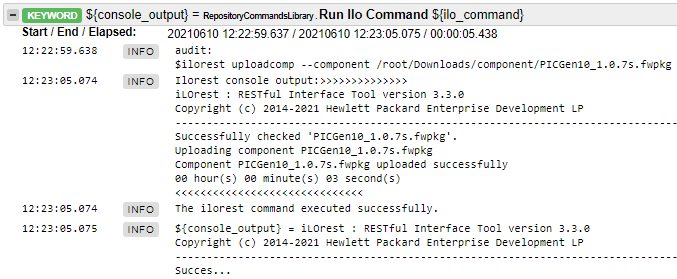 KEYWORD ${console_output} = RepositoryCommandsLibrary. Run Ilo Command ${ilo_command}
Start / End / Elapsed: 20210610 12:22:59.637 / 20210610 12:23:05.075 / 00:00:05.438
12:22:59.638 INFO audit:
$ilorest uploadcomp --component /root/Downloads/component/PICGen10_1.0.7s.fwpkg
12:23:05.074 INFO Ilorest console output:>>>>>>>>>>>>>>
iLOrest : RESTful Interface Tool version 3.3.0
Copyright (c) 2014-2021 Hewlett Packard Enterprise Development LP
--------------------------------------------------------------------------------
Successfully checked 'PICGen10_1.0.7s.fwpkg'.
Uploading component PICGen10_1.0.7s.fwpkg
Component PICGen10_1.0.7s.fwpkg uploaded successfully
00 hour(s) 00 minute(s) 03 second(s)
<<<<<<<<<<<<<<<<<<<<<<<<<<<<<
12:23:05.074 INFO The ilorest command executed successfully.
12:23:05.075 INFO ${console_output} = iLOrest : RESTful Interface Tool version 3.3.0
Copyright (c) 2014-2021 Hewlett Packard Enterprise Development LP
--------------------------------------------------------------------------------
Succes...